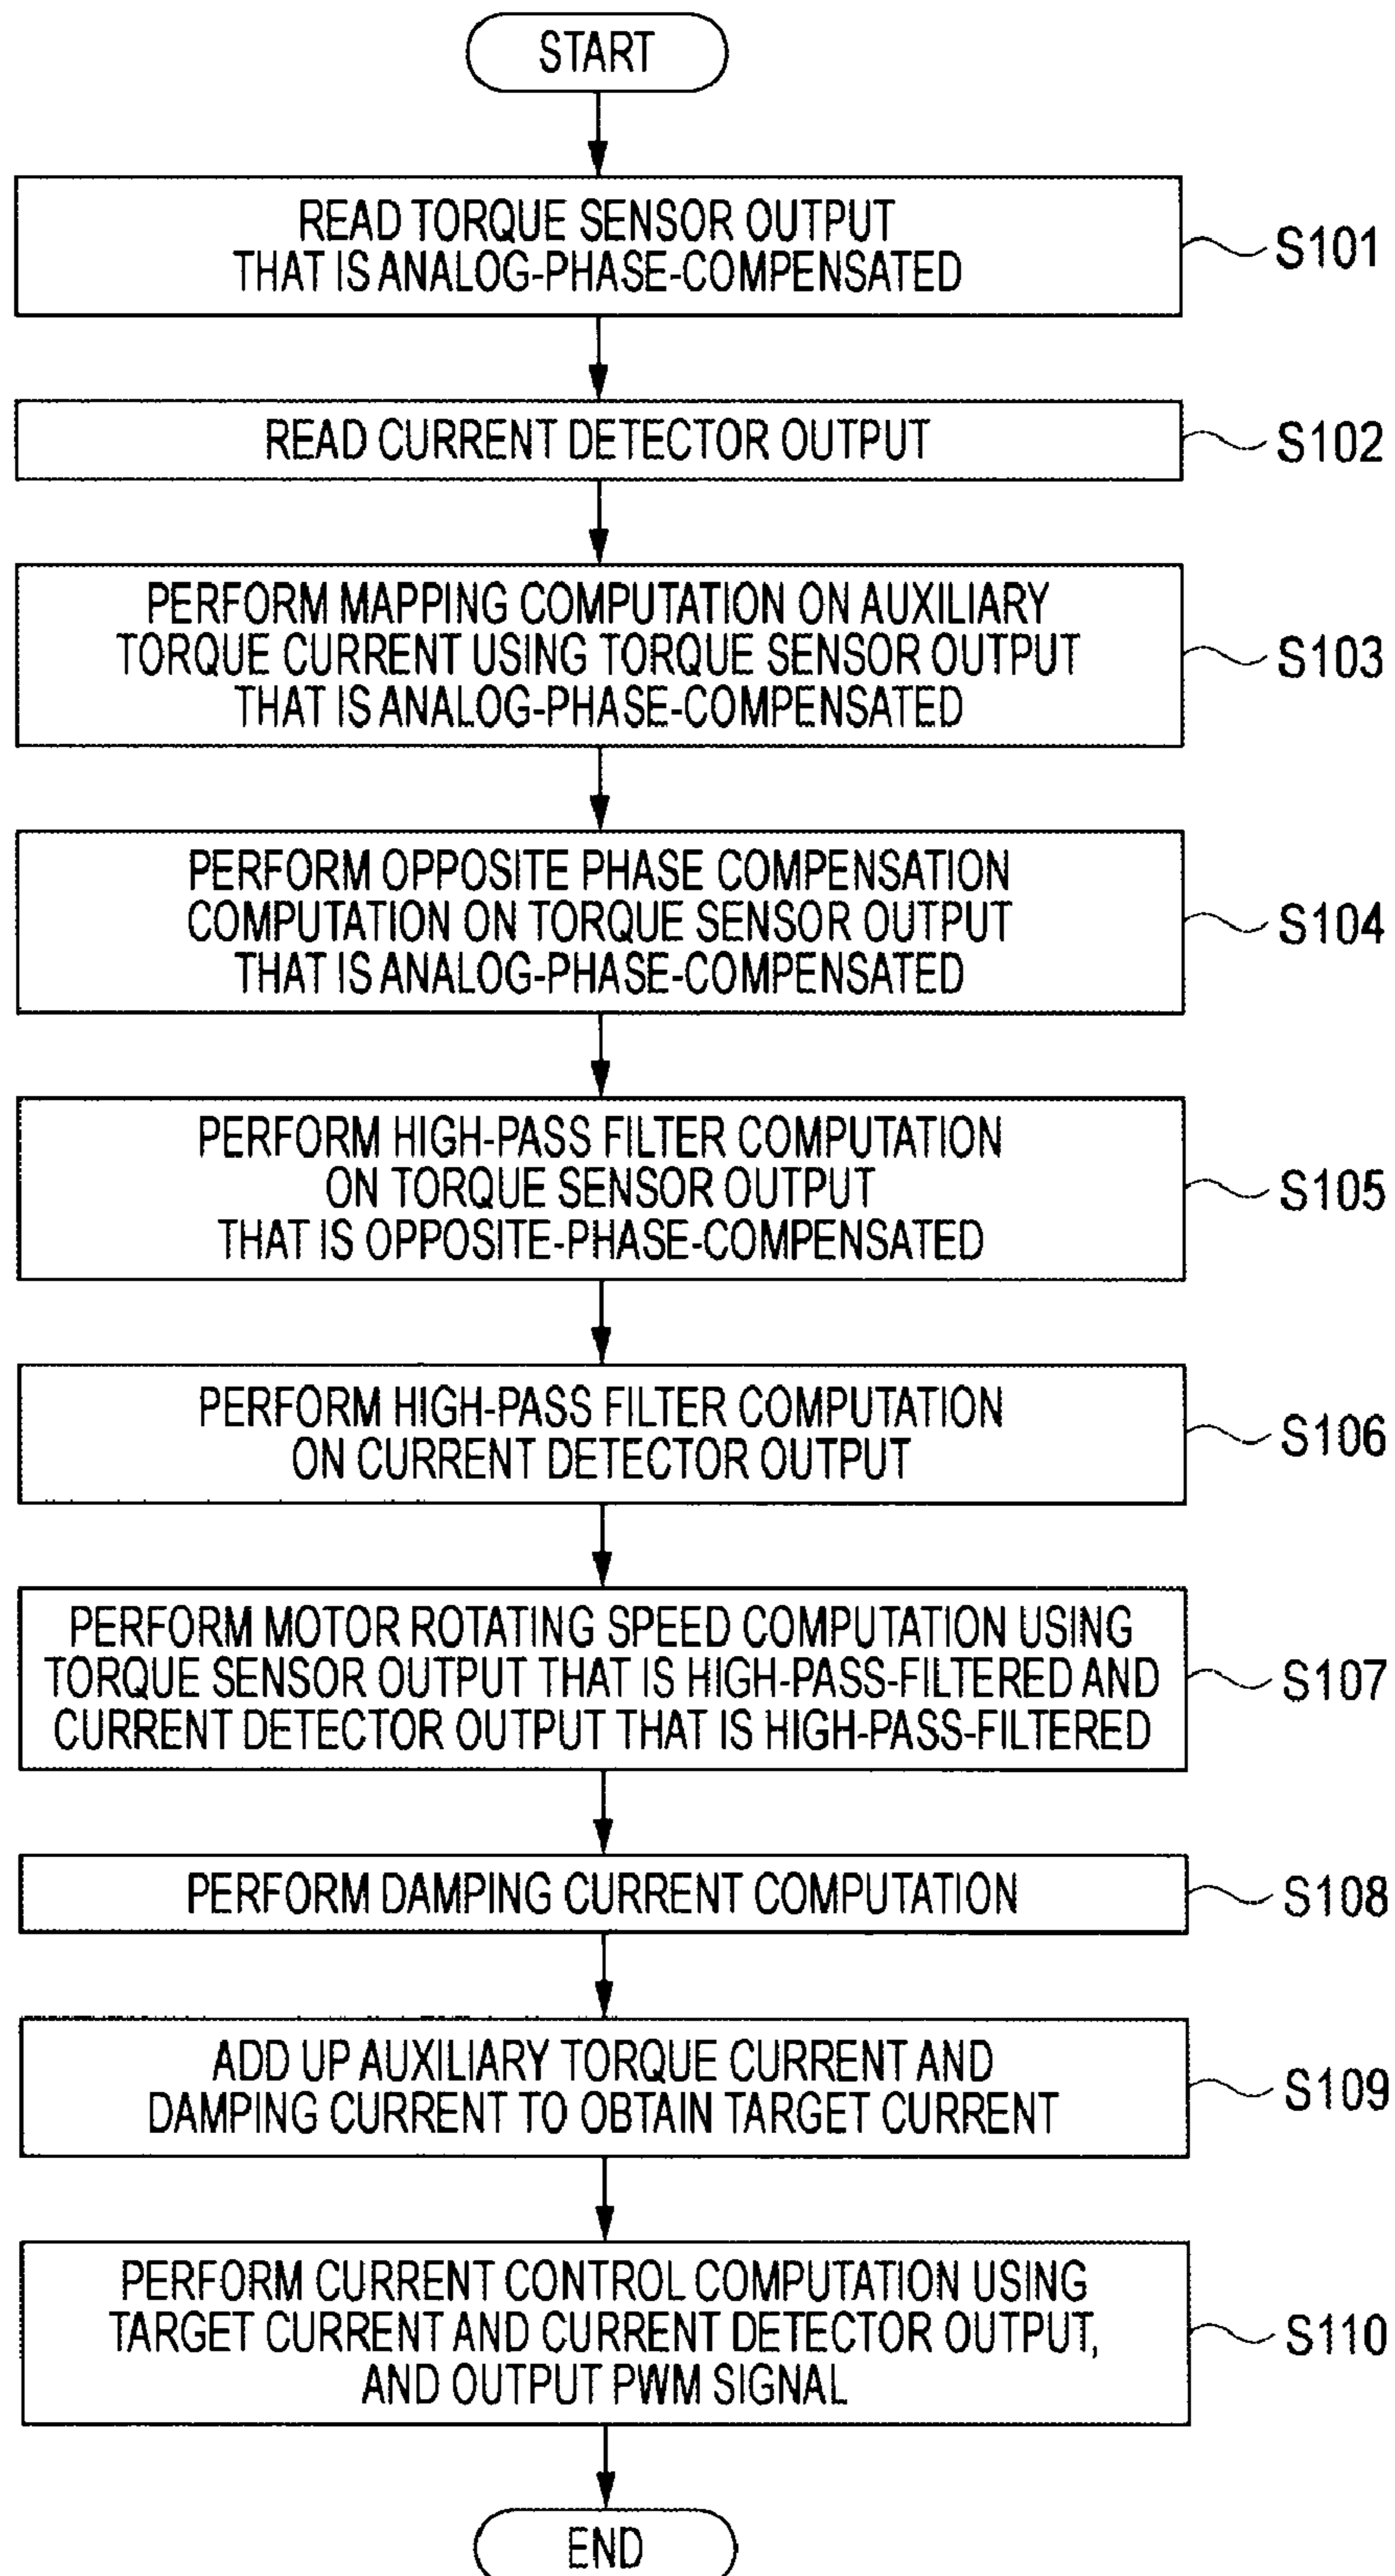 START
READ TORQUE SENSOR OUTPUT
THAT IS ANALOG-PHASE-COMPENSATED
S101
READ CURRENT DETECTOR OUTPUT
S102
PERFORM MAPPING COMPUTATION ON AUXILIARY
TORQUE CURRENT USING TORQUE SENSOR OUTPUT
THAT IS ANALOG-PHASE-COMPENSATED
S103
PERFORM OPPOSITE PHASE COMPENSATION
COMPUTATION ON TORQUE SENSOR OUTPUT
THAT IS ANALOG-PHASE-COMPENSATED
S104
PERFORM HIGH-PASS FILTER COMPUTATION
ON TORQUE SENSOR OUTPUT
THAT IS OPPOSITE-PHASE-COMPENSATED
S105
PERFORM HIGH-PASS FILTER COMPUTATION
ON CURRENT DETECTOR OUTPUT
S106
PERFORM MOTOR ROTATING SPEED COMPUTATION USING
TORQUE SENSOR OUTPUT THAT IS HIGH-PASS-FILTERED AND
CURRENT DETECTOR OUTPUT THAT IS HIGH-PASS-FILTERED
S107
PERFORM DAMPING CURRENT COMPUTATION
S108
ADD UP AUXILIARY TORQUE CURRENT AND
DAMPING CURRENT TO OBTAIN TARGET CURRENT
S109
PERFORM CURRENT CONTROL COMPUTATION USING
TARGET CURRENT AND CURRENT DETECTOR OUTPUT,
AND OUTPUT PWM SIGNAL
S110
END